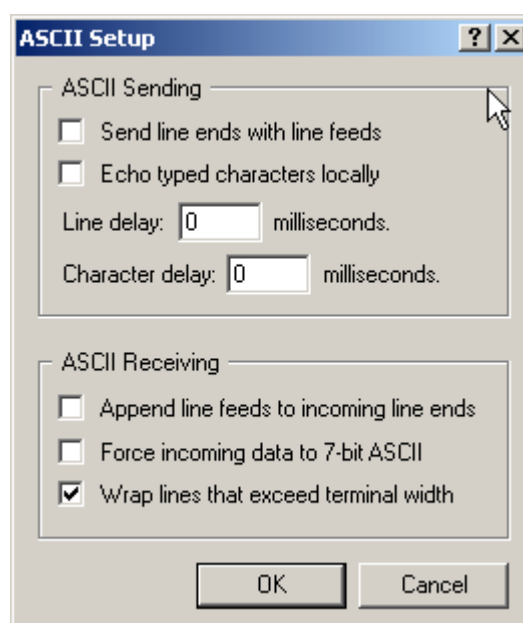 ASCII Setup
ASCII Sending
Send line ends with line feeds
Echo typed characters locally
Line delay: 0 milliseconds.
Character delay: 0 milliseconds.
ASCII Receiving
Append line feeds to incoming line ends
Force incoming data to 7-bit ASCII
Wrap lines that exceed terminal width
OK Cancel